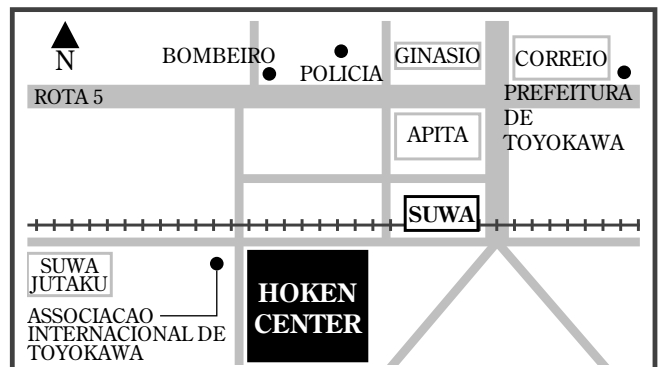 N
BOMBEIRO
POLICIA
GINASIO
CORREIO
ROTA 5
PREFEITURA
DE
TOYOKAWA
APITA
SUWA
SUWA
JUTAKU
ASSOCIACAO
INTERNACIONAL DE
TOYOKAWA
HOKEN
CENTER